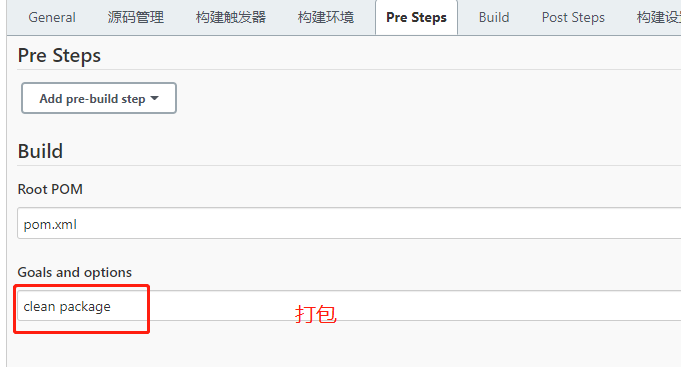 General 源码管理 构建触发器 构建环境 Pre Steps Build Post Steps 构建设
Pre Steps
Add pre-build step
Build
Root POM
pom.xml
Goals and options
clean package
打包